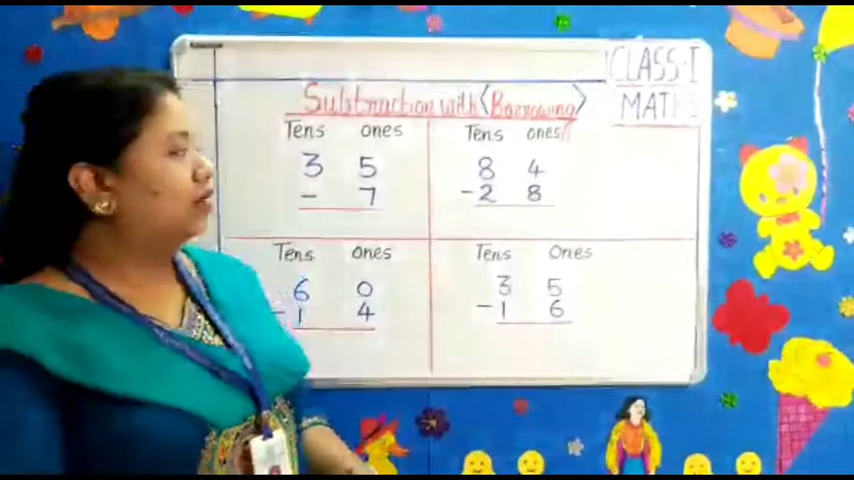 CLASS-I
MATHS
Subtraction with <Borrowing>
Tens Ones
3 5
- 7
Tens Ones
8 4
-2 8
Tens Ones
6 0
-1 4
Tens Ones
3 5
-1 6